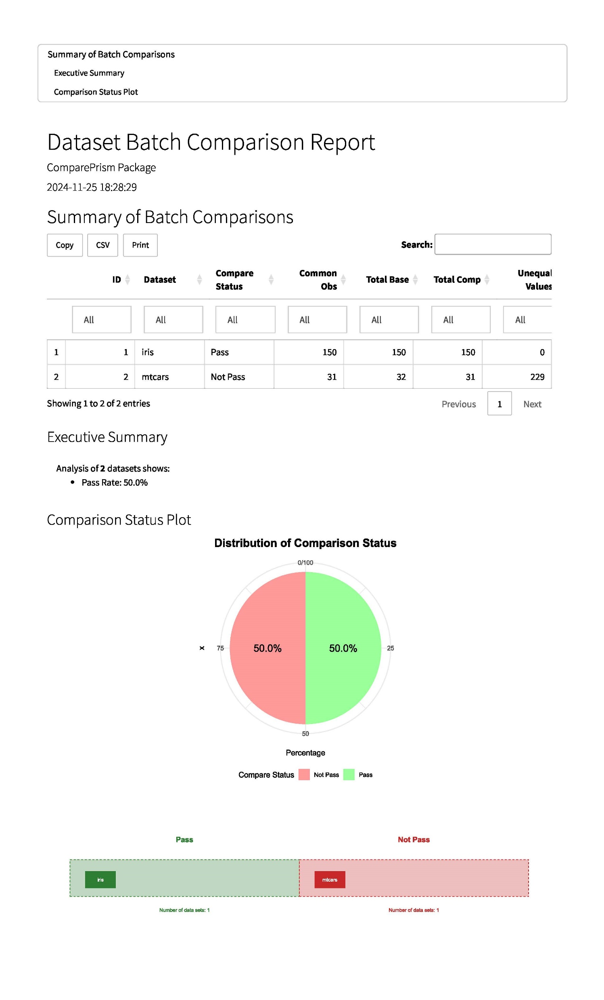 Summary of Batch Comparisons
Executive Summary
Comparison Status Plot
Dataset Batch Comparison Report
ComparePrism Package
2024-11-25 18:28:29
Summary of Batch Comparisons
Copy CSV Print Search:
ID Dataset Compare Status Common Obs Total Base Total Comp Unequal Values
All All All All All All All
1 1 iris Pass 150 150 150 0
2 2 mtcars Not Pass 31 32 31 229
Showing 1 to 2 of 2 entries Previous 1 Next
Executive Summary
Analysis of 2 datasets shows:
• Pass Rate: 50.0%
Comparison Status Plot
Distribution of Comparison Status
0/100
x 75 50.0% 50.0% 25
50
Percentage
Compare Status Not Pass Pass
Pass Not Pass
iris mtcars
Number of data sets: 1 Number of data sets: 1